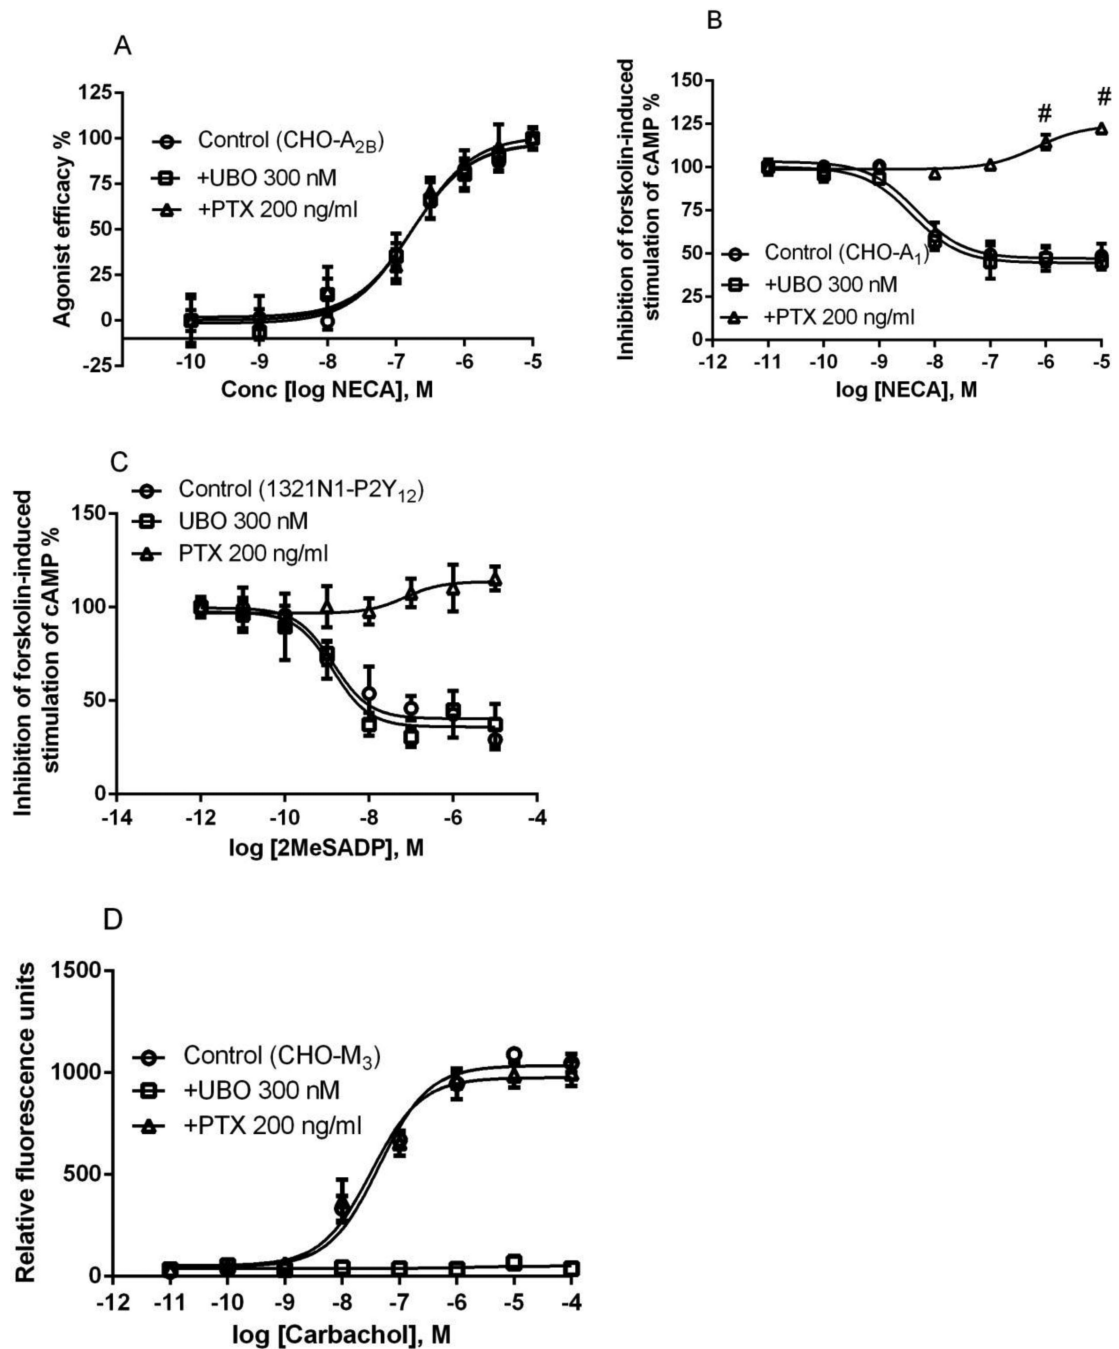 A
125
100
75
50
25
0
-25
Agonist efficacy %
Control (CHO-A2B)
+UBO 300 nM
+PTX 200 ng/ml
-10 -9 -8 -7 -6 -5
Conc [log NECA], M
B
Inhibition of forskolin-induced
stimulation of cAMP %
150
125
100
75
50
25
0
# #
Control (CHO-A1)
+UBO 300 nM
+PTX 200 ng/ml
-12 -11 -10 -9 -8 -7 -6 -5
log [NECA], M
C
Control (1321N1-P2Y12)
UBO 300 nM
PTX 200 ng/ml
Inhibition of forskolin-induced
stimulation of cAMP %
150
100
50
0
-14 -12 -10 -8 -6 -4
log [2MeSADP], M
D
Relative fluorescence units
1500
1000
500
0
Control (CHO-M3)
+UBO 300 nM
+PTX 200 ng/ml
-12 -11 -10 -9 -8 -7 -6 -5 -4
log [Carbachol], M